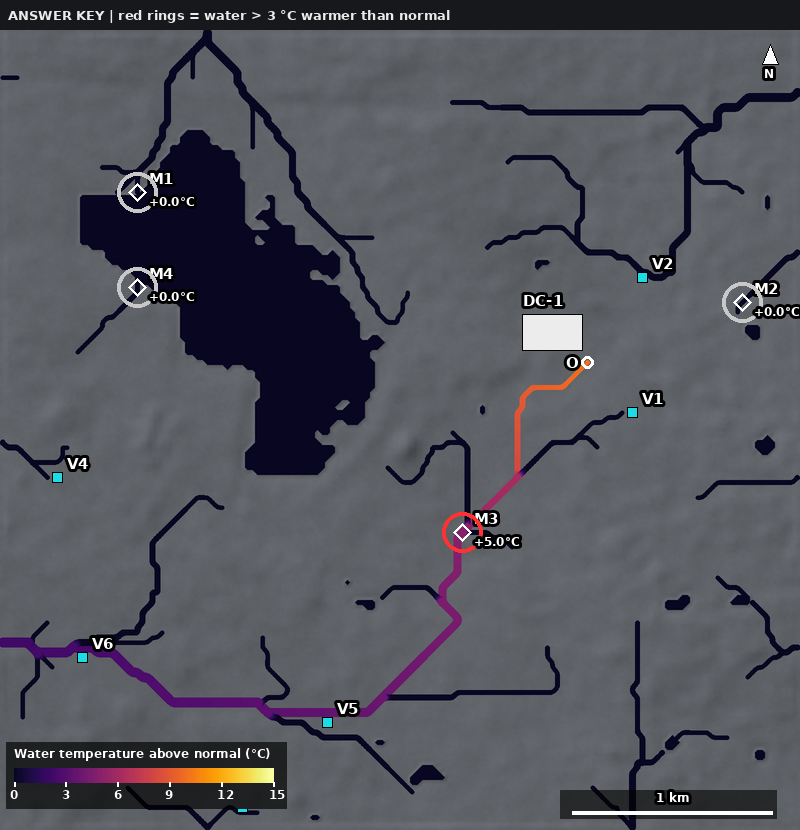 ANSWER KEY | red rings = water > 3 °C warmer than normal
N
M1
+0.0°C
M4
+0.0°C
V2
M2
+0.0°C
DC-1
O
V1
V4
M3
+5.0°C
V6
V5
Water temperature above normal (°C)
0 3 6 9 12 15
1 km